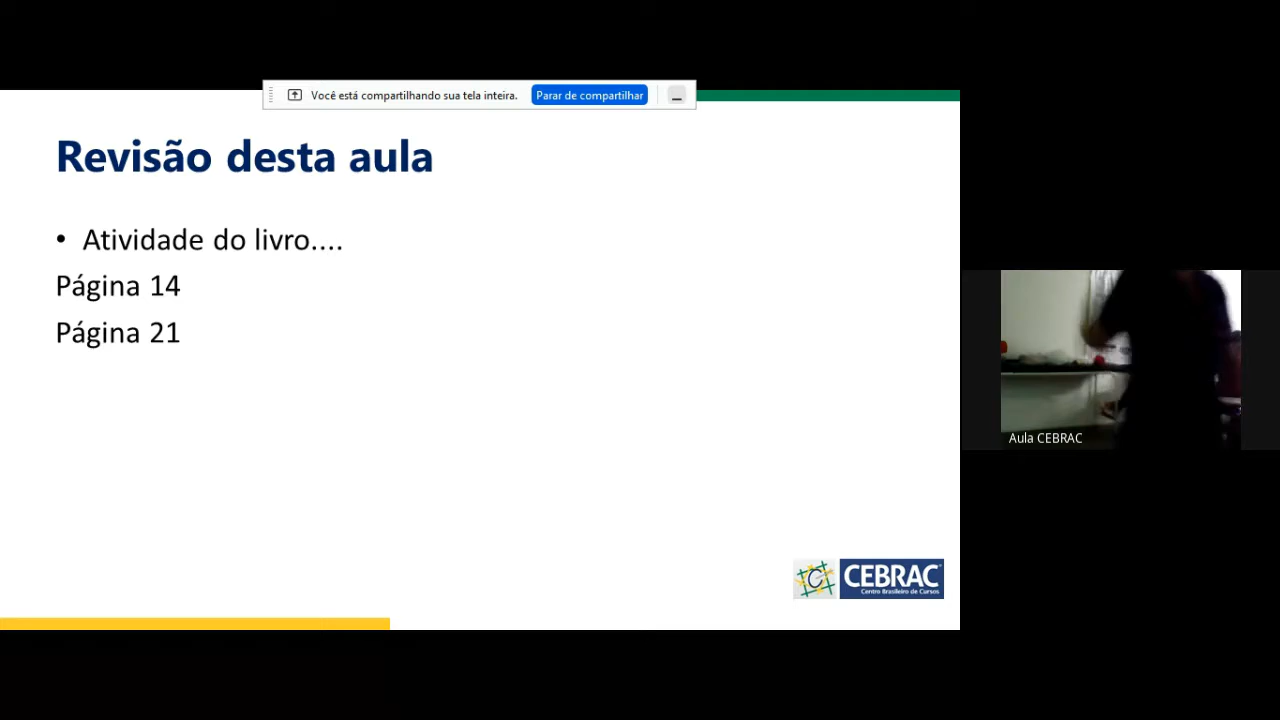 Você está compartilhando sua tela inteira. Parar de compartilhar
Revisão desta aula
• Atividade do livro....
Página 14
Página 21
Aula CEBRAC
C CEBRAC
Centro Brasileiro de Cursos